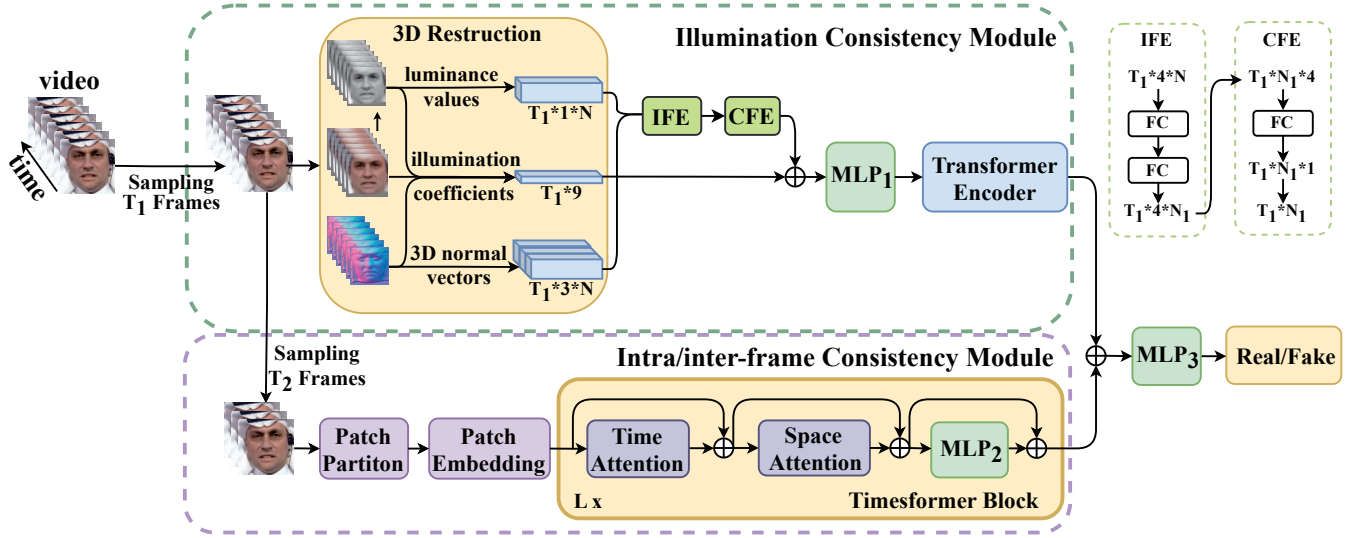 video
time
Sampling
T1 Frames
Illumination Consistency Module
3D Restruction
luminance
values
T1*1*N
illumination
coefficients
T1*9
3D normal
vectors
T1*3*N
IFE
CFE
MLP1
Transformer
Encoder
IFE
T1*4*N
FC
FC
T1*4*N1
CFE
T1*N1*4
FC
T1*N1*1
T1*N1
Sampling
T2 Frames
Intra/inter-frame Consistency Module
Patch
Partiton
Patch
Embedding
Time
Attention
Space
Attention
MLP2
L x
Timesformer Block
MLP3
Real/Fake